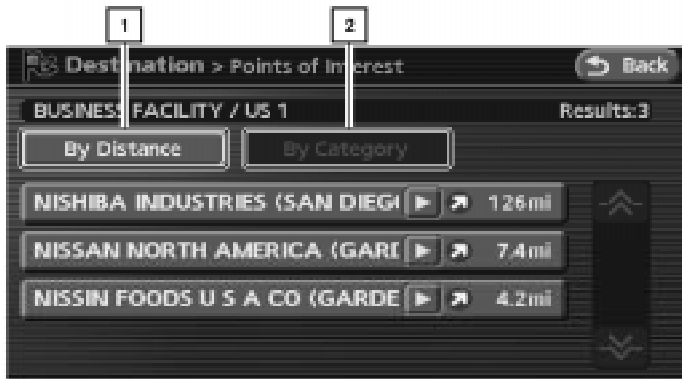 1 2
Destination > Points of Interest Back
BUSINESS FACILITY / US 1 Results:3
By Distance By Category
NISHIBA INDUSTRIES (SAN DIEG 126mi
NISSAN NORTH AMERICA (GARD 7.4mi
NISSIN FOODS U S A CO (GARDE 4.2mi